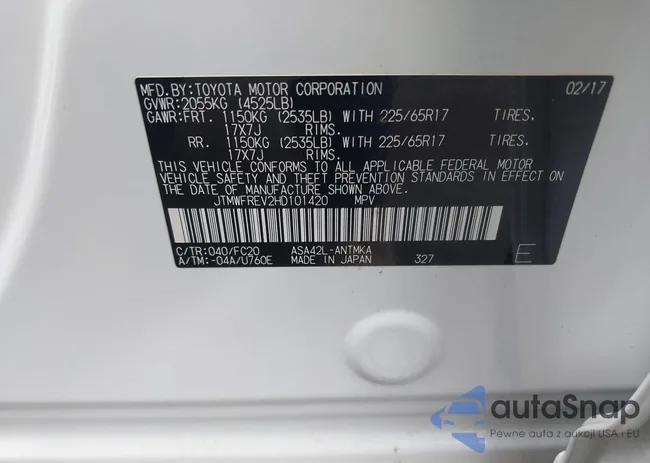 MFD.BY:TOYOTA MOTOR CORPORATION 02/17
GVWR:2055KG (4525LB)
GAWR:FRT. 1150KG (2535LB) WITH 225/65R17 TIRES.
17X7J RIMS.
RR. 1150KG (2535LB) WITH 225/65R17 TIRES.
17X7J RIMS.
THIS VEHICLE CONFORMS TO ALL APPLICABLE FEDERAL MOTOR
VEHICLE SAFETY AND THEFT PREVENTION STANDARDS IN EFFECT ON THE
DATE OF MANUFACTURE SHOWN ABOVE.
JTMWFREV2HD101420 MPV
C/TR:040/FC20 ASA42L-ANTMKA
A/TM:-04A/U760E MADE IN JAPAN 327 E
autaSnap
Pewne auta z aukcji USA i EU